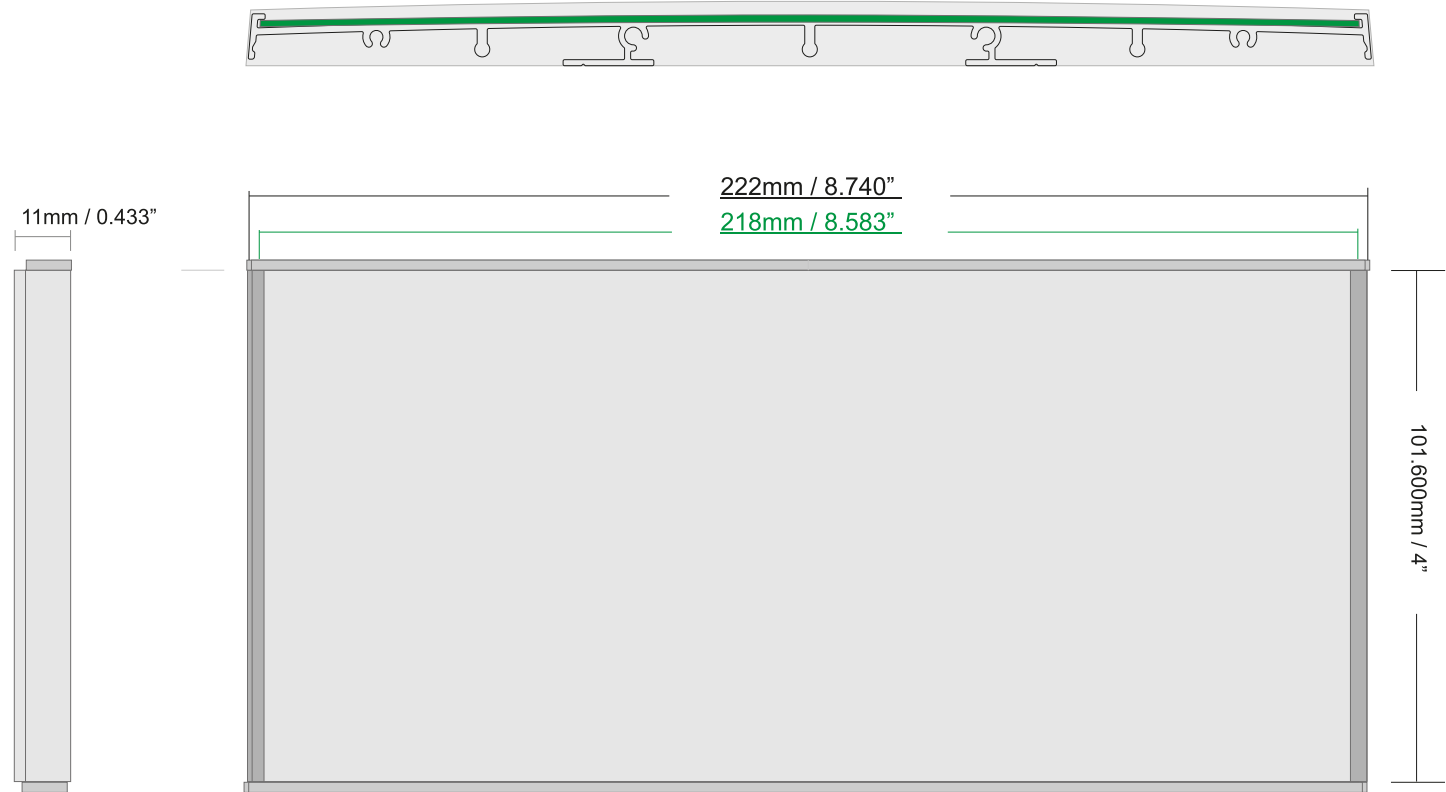 222mm / 8.740”
11mm / 0.433”
218mm / 8.583”
101.600mm / 4”